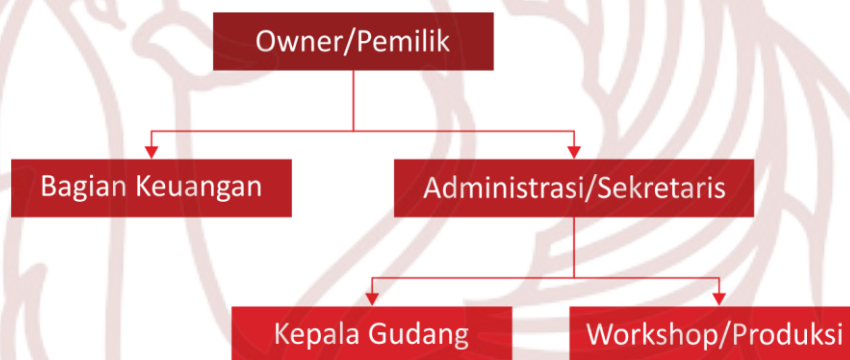 Owner/Pemilik
Bagian Keuangan
Administrasi/Sekretaris
Kepala Gudang
Workshop/Produksi